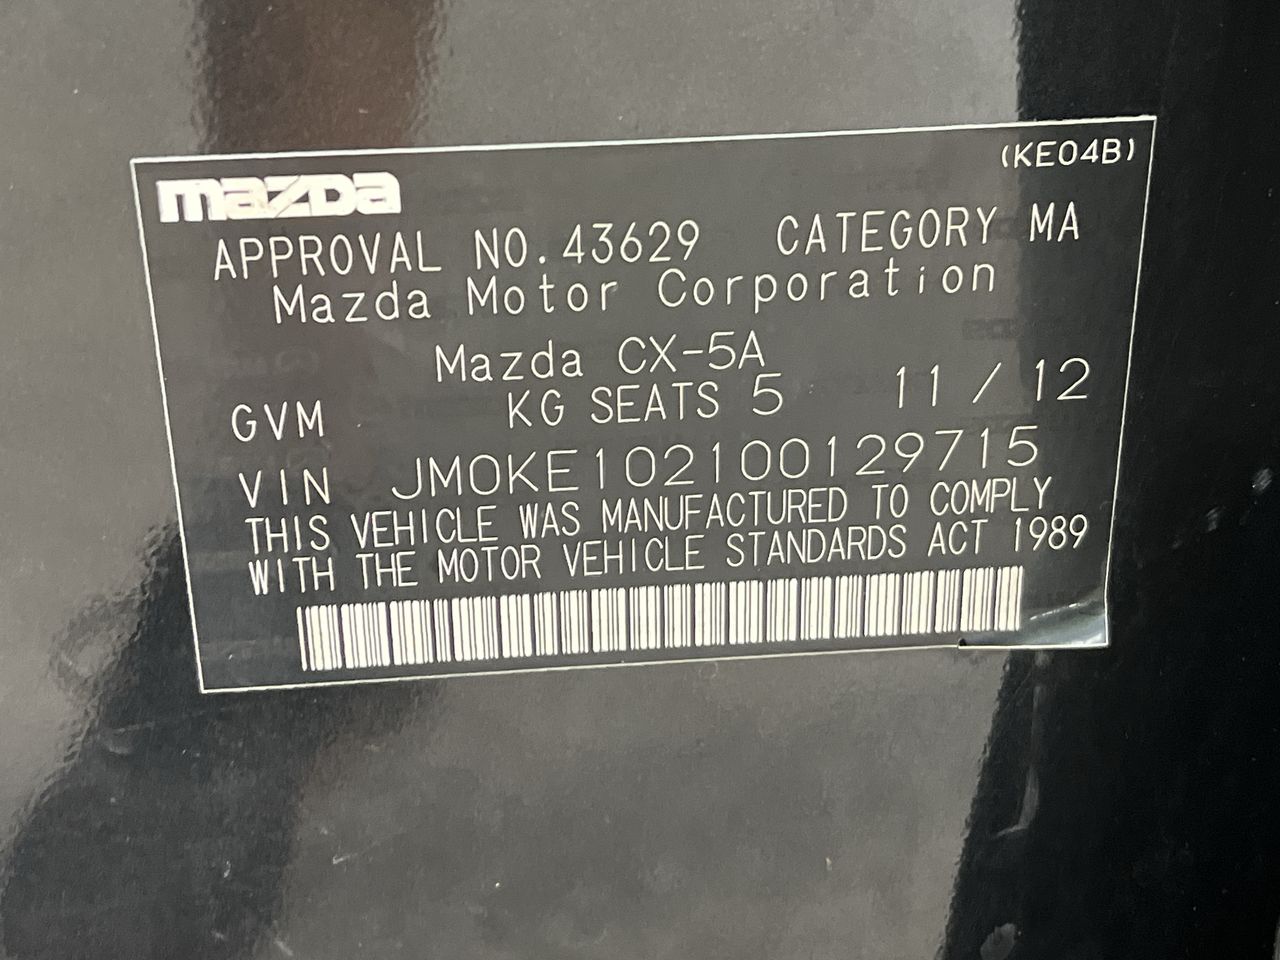 (KE04B)
mazda
APPROVAL NO.43629 CATEGORY MA
Mazda Motor Corporation
Mazda CX-5A
GVM KG SEATS 5 11 / 12
VIN JM0KE102100129715
THIS VEHICLE WAS MANUFACTURED TO COMPLY
WITH THE MOTOR VEHICLE STANDARDS ACT 1989